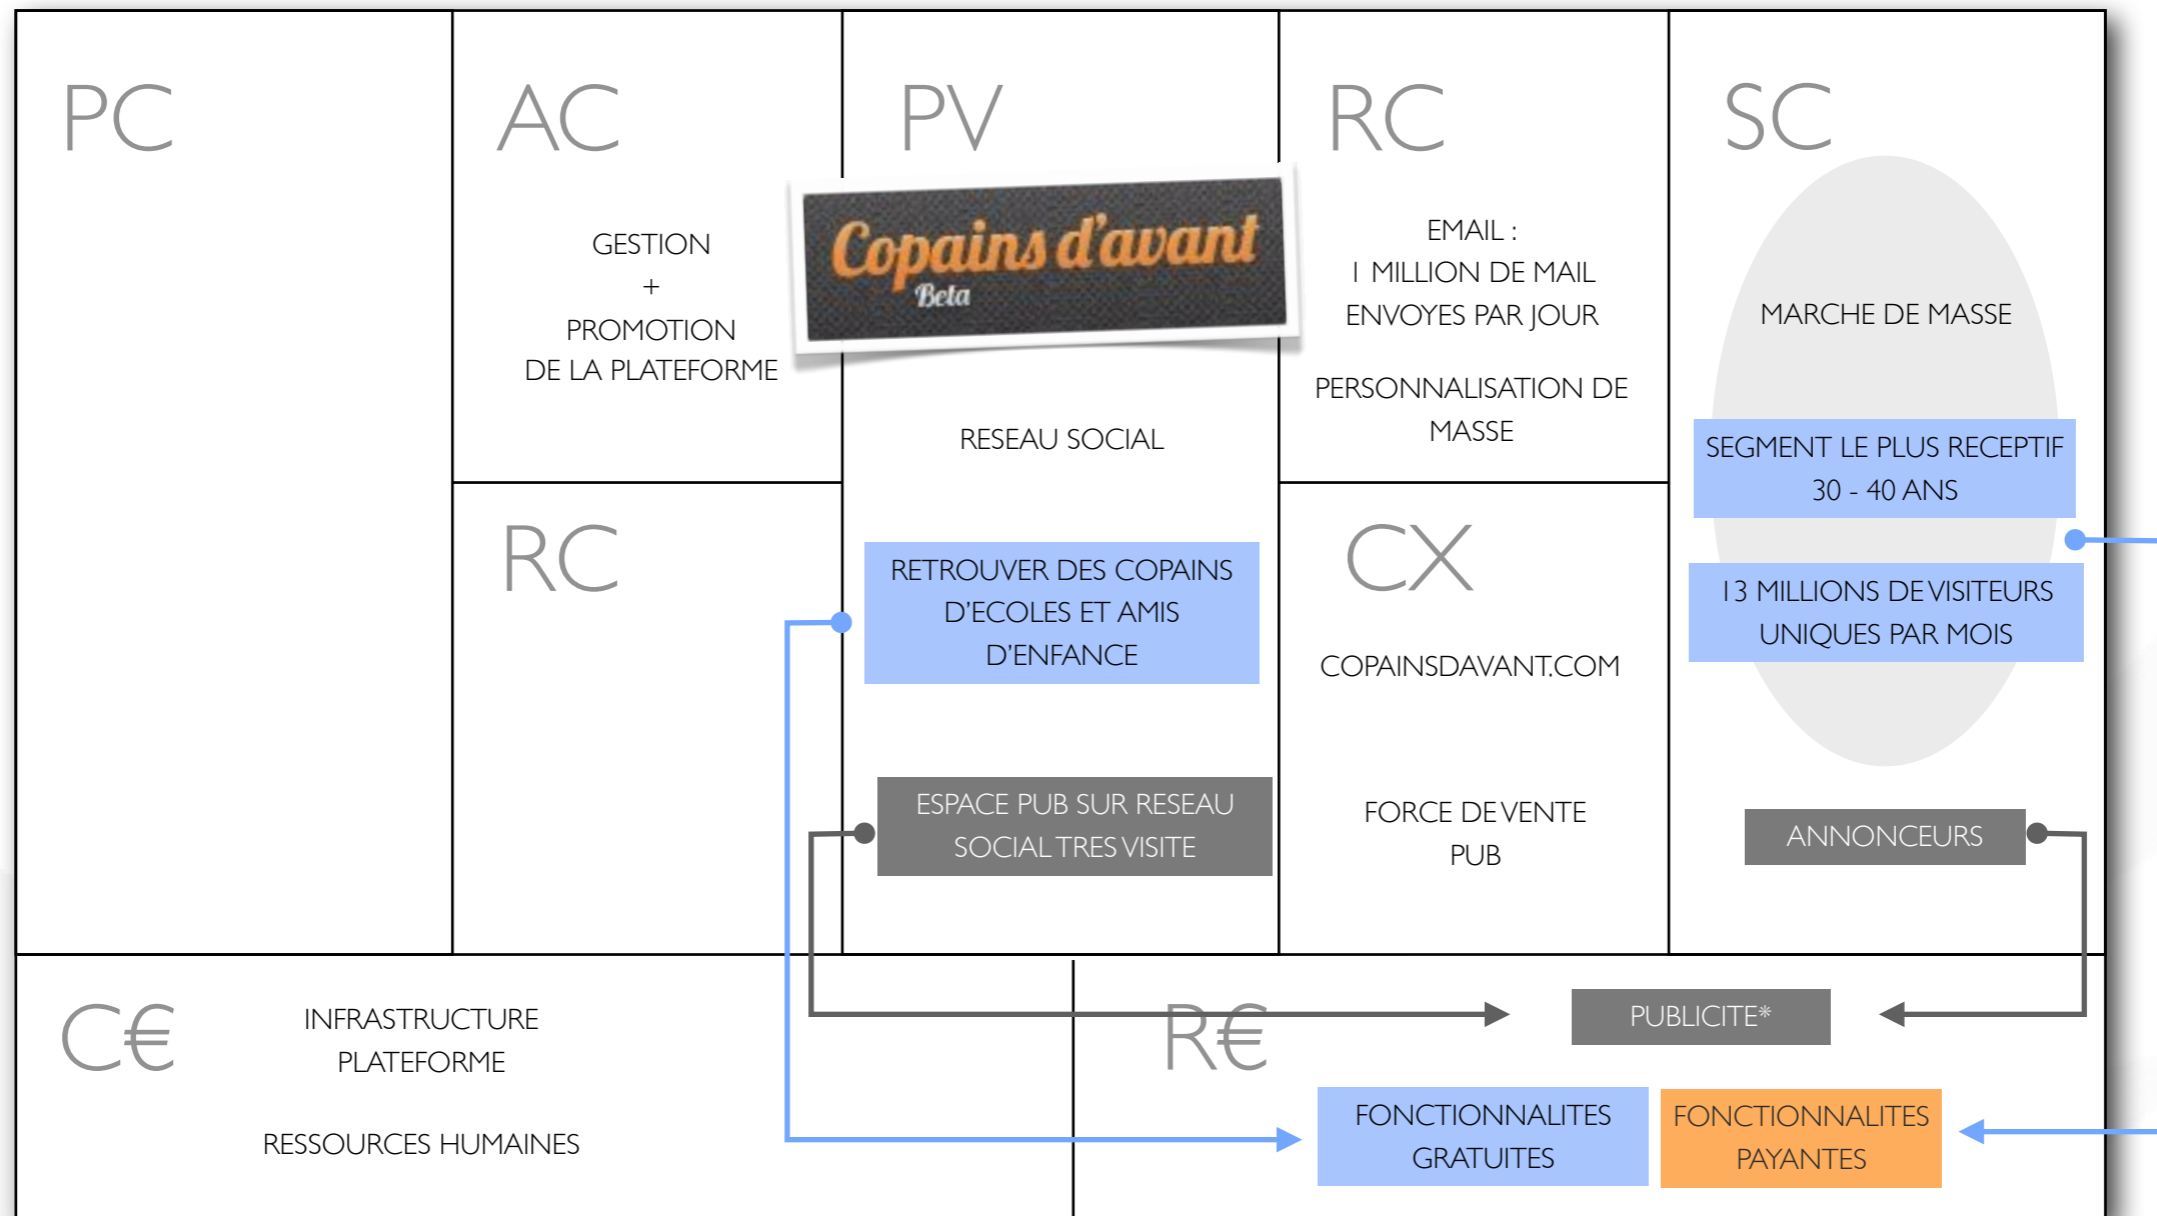 PC
AC
GESTION
+
PROMOTION
DE LA PLATEFORME
RC
PV
Copains d'avant
Beta
RESEAU SOCIAL
RETROUVER DES COPAINS
D'ECOLES ET AMIS
D'ENFANCE
ESPACE PUB SUR RESEAU
SOCIAL TRES VISITE
RC
EMAIL :
1 MILLION DE MAIL
ENVOYES PAR JOUR
PERSONNALISATION DE
MASSE
CX
COPAINSDAVANT.COM
FORCE DE VENTE
PUB
SC
MARCHE DE MASSE
SEGMENT LE PLUS RECEPTIF
30 - 40 ANS
13 MILLIONS DE VISITEURS
UNIQUES PAR MOIS
ANNONCEURS
C€
INFRASTRUCTURE
PLATEFORME
RESSOURCES HUMAINES
R€
PUBLICITE*
FONCTIONNALITES
GRATUITES
FONCTIONNALITES
PAYANTES